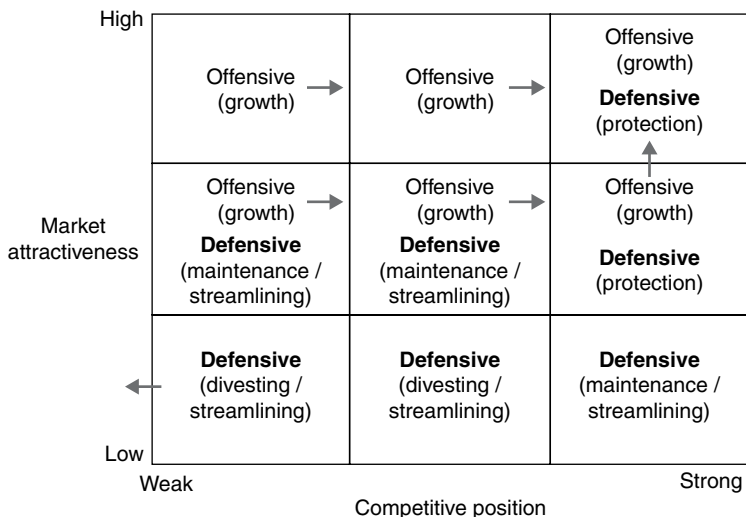 High
Offensive
(growth)
Offensive
(growth)
Offensive
(growth)
Defensive
(protection)
Market
attractiveness
Offensive
(growth)
Defensive
(maintenance /
streamlining)
Offensive
(growth)
Defensive
(maintenance /
streamlining)
Offensive
(growth)
Defensive
(protection)
Defensive
(divesting /
streamlining)
Defensive
(divesting /
streamlining)
Defensive
(maintenance /
streamlining)
Low
Weak
Strong
Competitive position